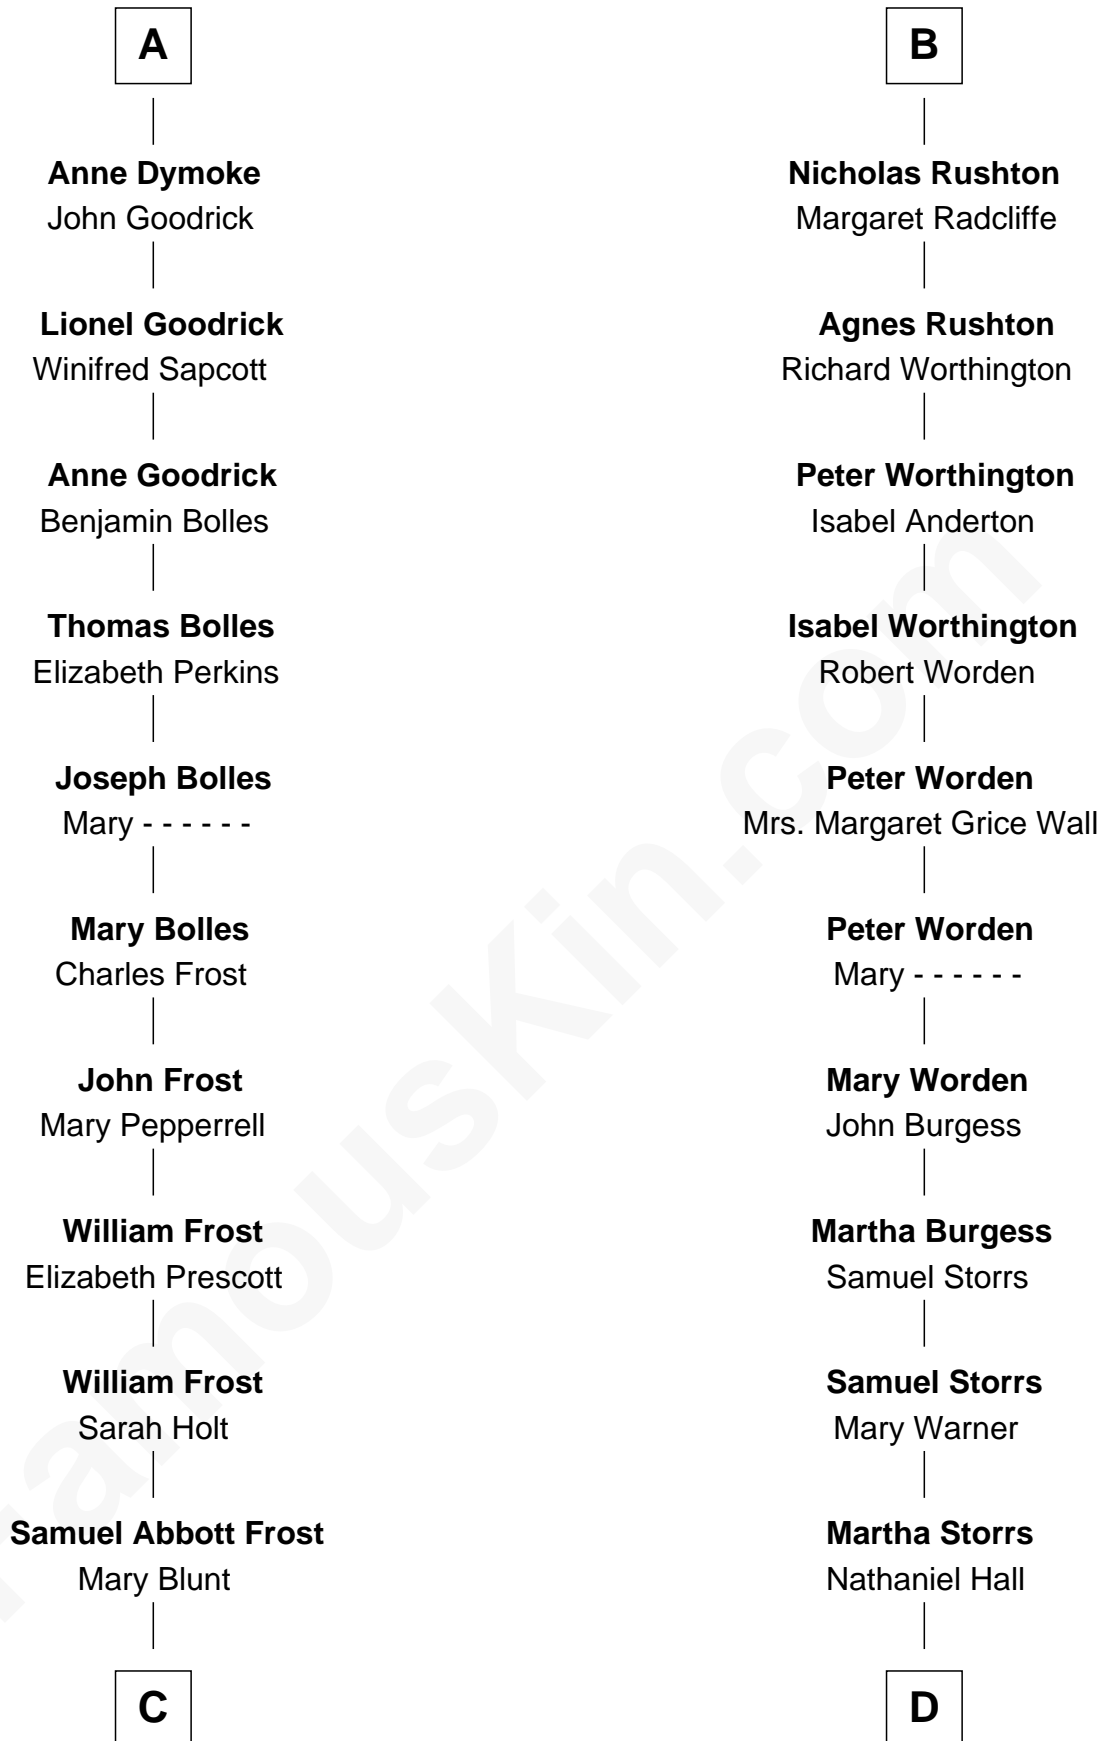 A
Anne Dymoke
John Goodrick
Lionel Goodrick
Winifred Sapcott
Anne Goodrick
Benjamin Bolles
Thomas Bolles
Elizabeth Perkins
Joseph Bolles
Mary - - - - - -
Mary Bolles
Charles Frost
John Frost
Mary Pepperrell
William Frost
Elizabeth Prescott
William Frost
Sarah Holt
Samuel Abbott Frost
Mary Blunt
C
B
Nicholas Rushton
Margaret Radcliffe
Agnes Rushton
Richard Worthington
Peter Worthington
Isabel Anderton
Isabel Worthington
Robert Worden
Peter Worden
Mrs. Margaret Grice Wall
Peter Worden
Mary - - - - - -
Mary Worden
John Burgess
Martha Burgess
Samuel Storrs
Samuel Storrs
Mary Warner
Martha Storrs
Nathaniel Hall
D
FamousKin.com